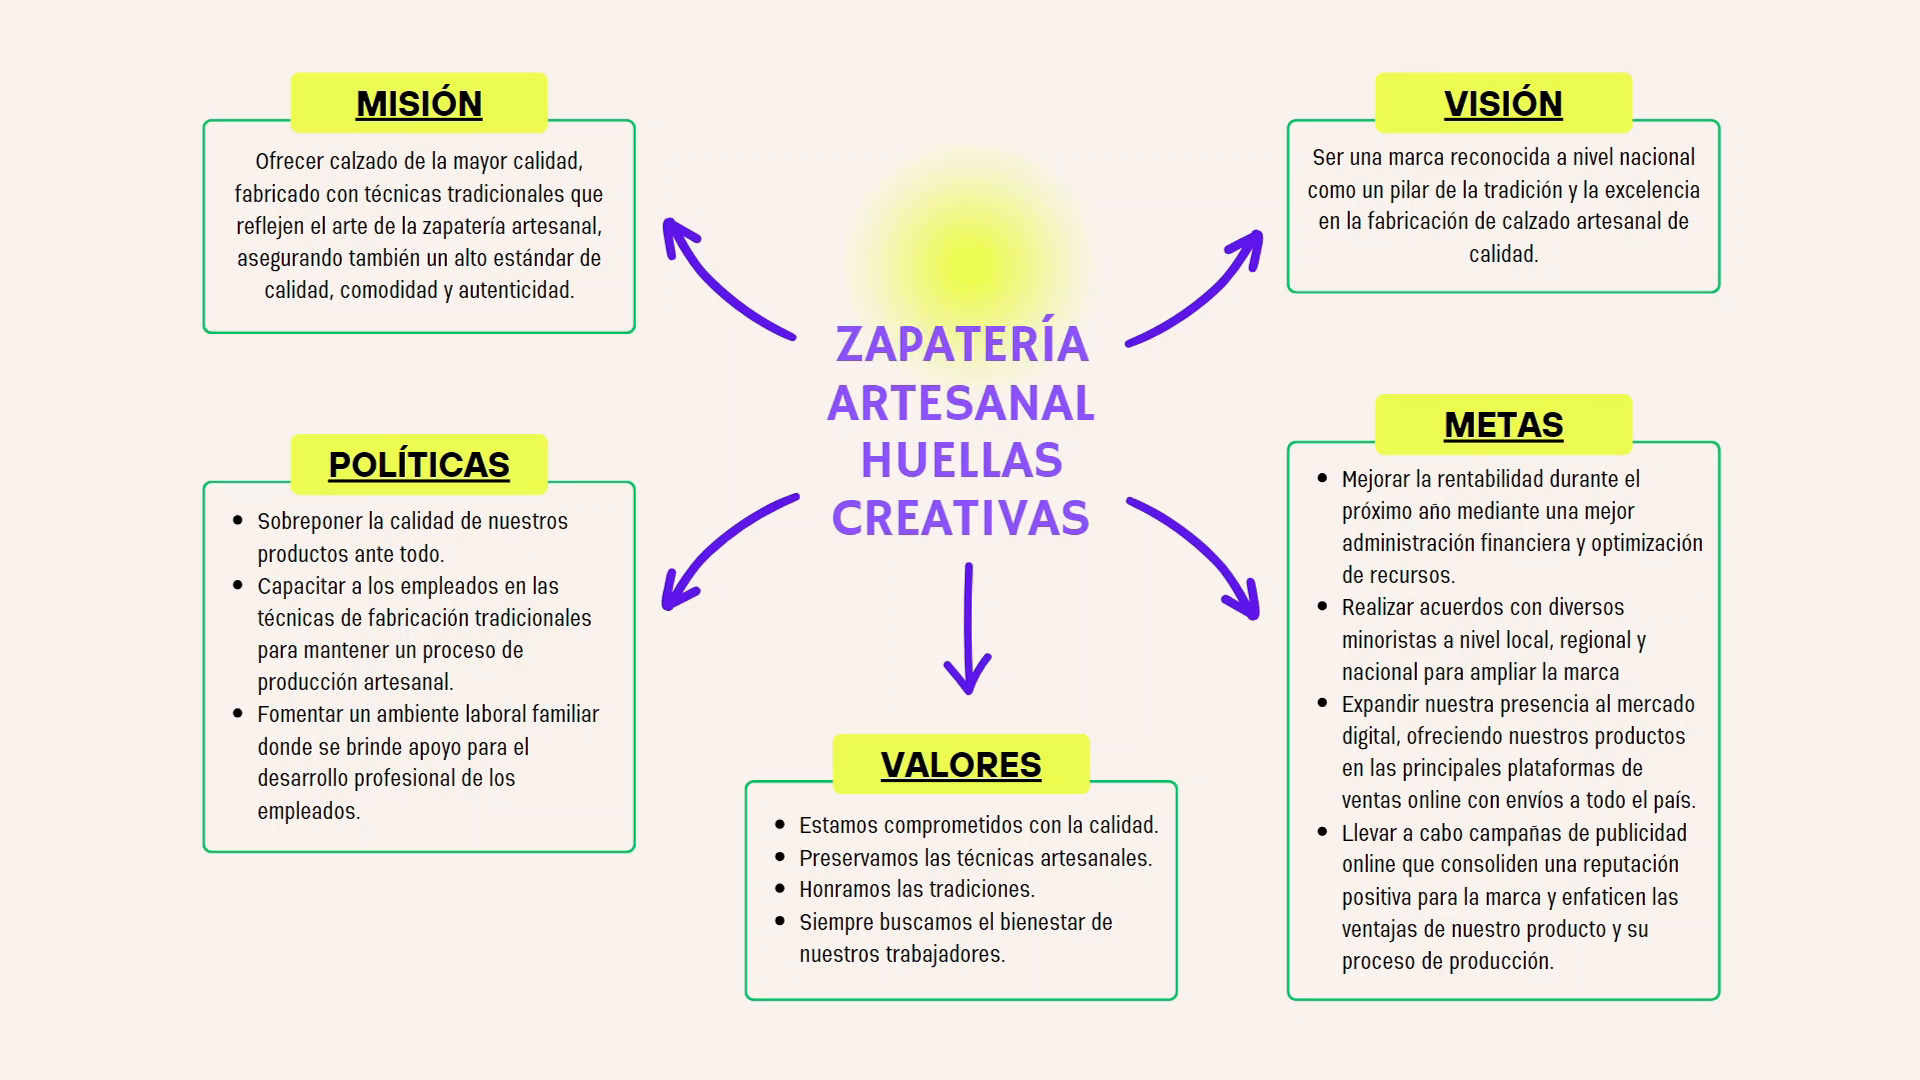 MISIÓN
Ofrecer calzado de la mayor calidad,
fabricado con técnicas tradicionales que
reflejen el arte de la zapatería artesanal,
asegurando también un alto estándar de
calidad, comodidad y autenticidad.
VISIÓN
Ser una marca reconocida a nivel nacional
como un pilar de la tradición y la excelencia
en la fabricación de calzado artesanal de
calidad.
ZAPATERÍA
ARTESANAL
HUELLAS
CREATIVAS
POLÍTICAS
• Sobreponer la calidad de nuestros
productos ante todo.
• Capacitar a los empleados en las
técnicas de fabricación tradicionales
para mantener un proceso de
producción artesanal.
• Fomentar un ambiente laboral familiar
donde se brinde apoyo para el
desarrollo profesional de los
empleados.
VALORES
• Estamos comprometidos con la calidad.
• Preservamos las técnicas artesanales.
• Honramos las tradiciones.
• Siempre buscamos el bienestar de
nuestros trabajadores.
METAS
• Mejorar la rentabilidad durante el
próximo año mediante una mejor
administración financiera y optimización
de recursos.
• Realizar acuerdos con diversos
minoristas a nivel local, regional y
nacional para ampliar la marca
• Expandir nuestra presencia al mercado
digital, ofreciendo nuestros productos
en las principales plataformas de
ventas online con envíos a todo el país.
• Llevar a cabo campañas de publicidad
online que consoliden una reputación
positiva para la marca y enfaticen las
ventajas de nuestro producto y su
proceso de producción.